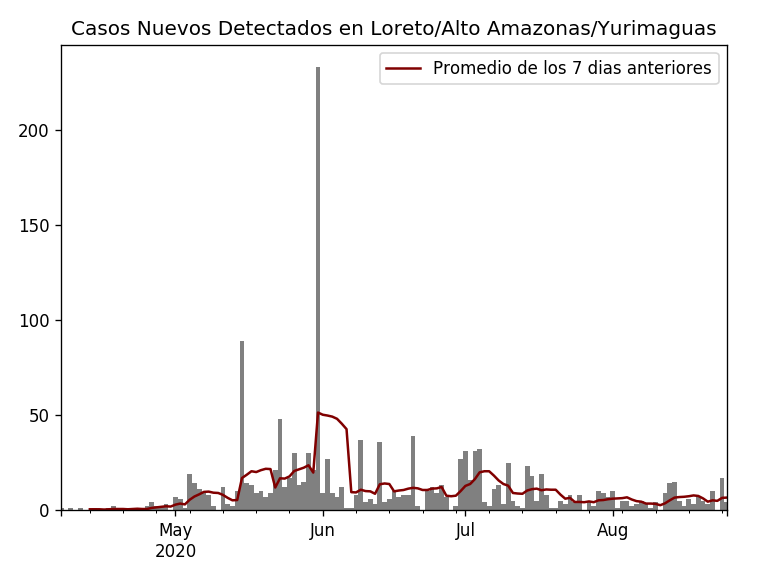 Casos Nuevos Detectados en Loreto/Alto Amazonas/Yurimaguas
Promedio de los 7 dias anteriores
200
150
100
50
0
May Jun Jul Aug
2020